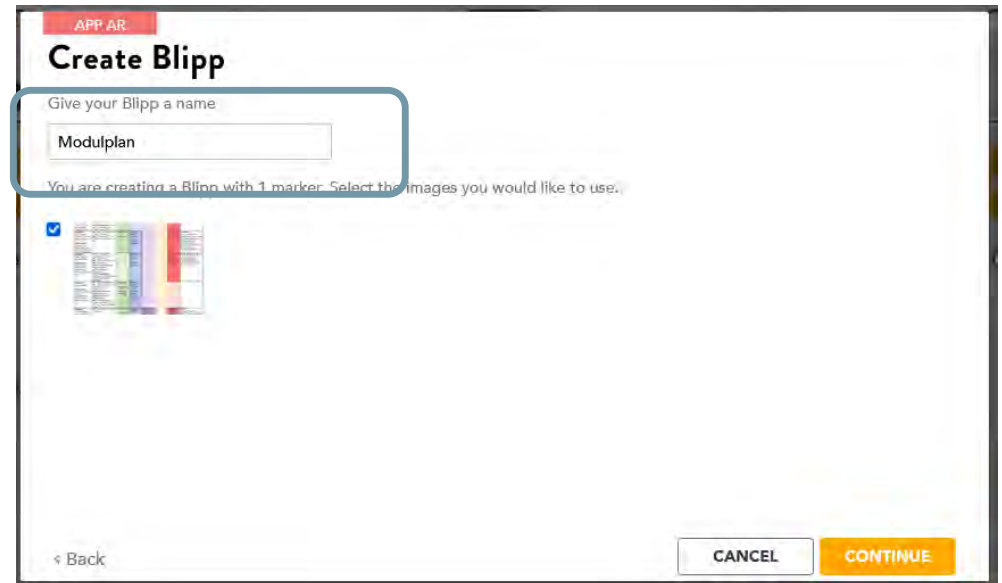 APP AR
Create Blipp
Give your Blipp a name
Modulplan
You are creating a Blipp with 1 marker. Select the images you would like to use.
< Back
CANCEL
CONTINUE